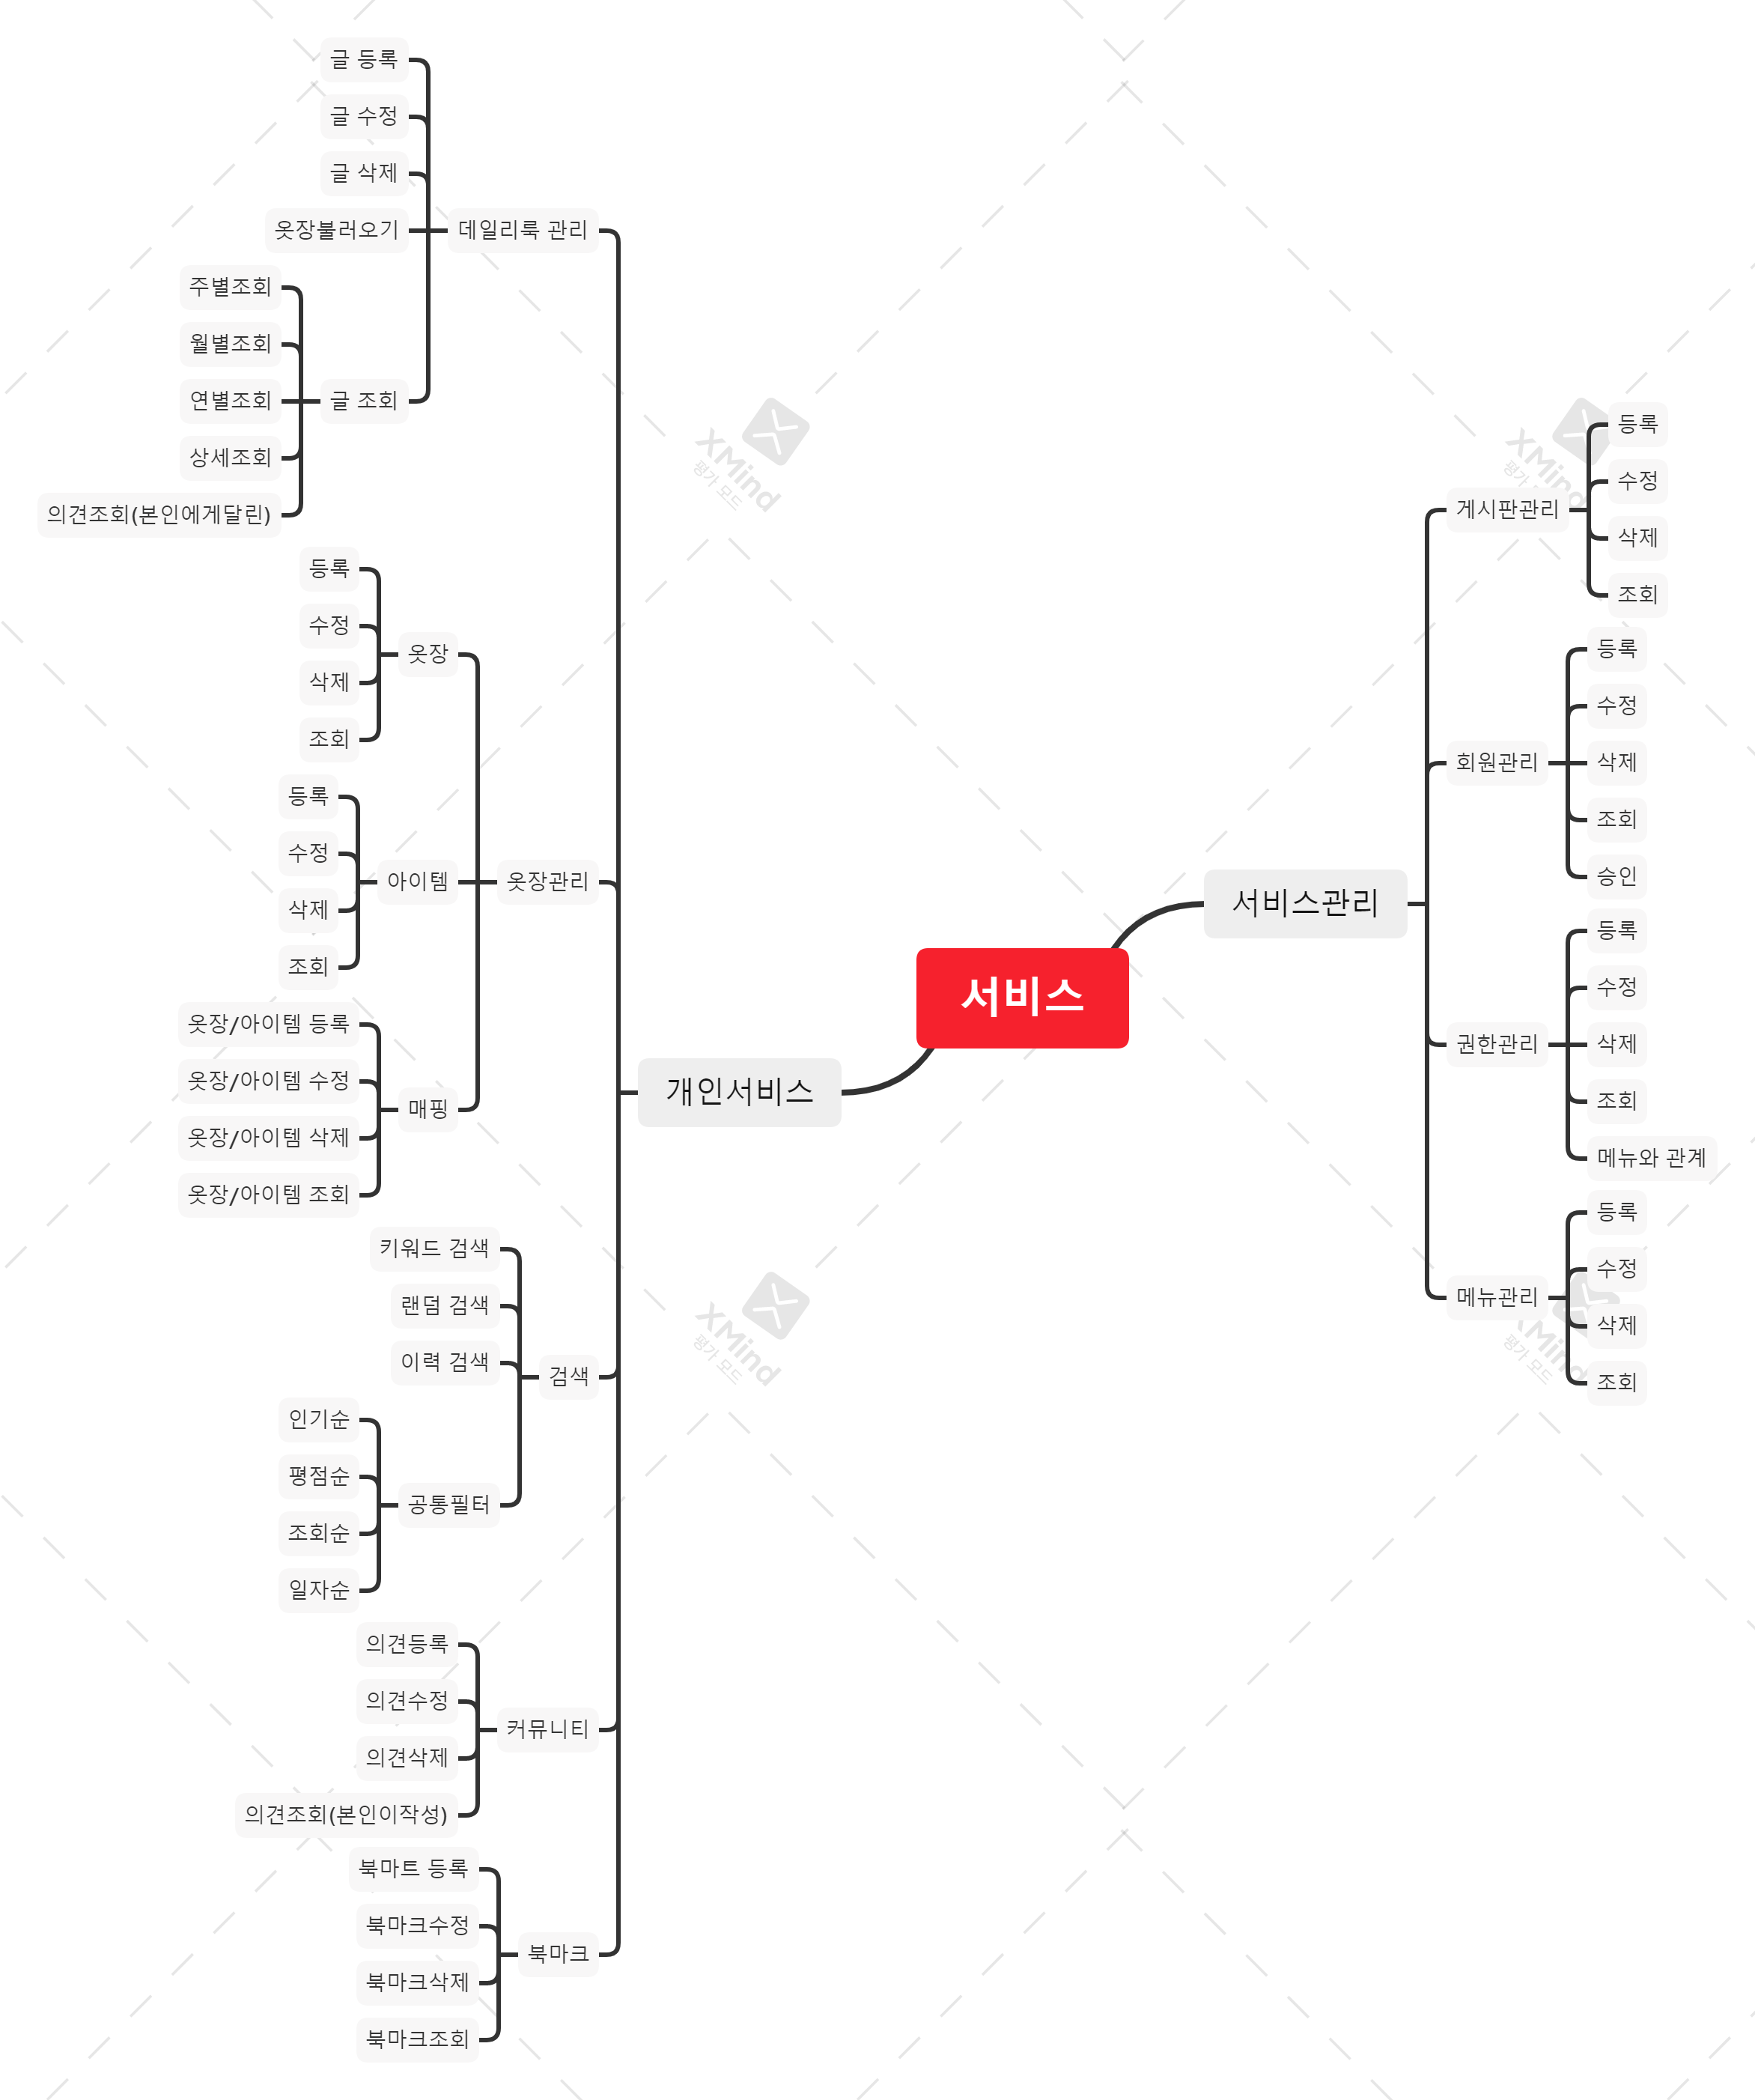 서비스
서비스관리
게시판관리
등록
수정
삭제
조회
회원관리
등록
수정
삭제
조회
승인
권한관리
등록
수정
삭제
조회
메뉴와 관계
메뉴관리
등록
수정
삭제
조회
개인서비스
데일리룩 관리
글 등록
글 수정
글 삭제
옷장불러오기
글 조회
주별조회
월별조회
연별조회
상세조회
의견조회(본인에게달린)
옷장관리
옷장
등록
수정
삭제
조회
아이템
등록
수정
삭제
조회
매핑
옷장/아이템 등록
옷장/아이템 수정
옷장/아이템 삭제
옷장/아이템 조회
검색
키워드 검색
랜덤 검색
이력 검색
공통필터
인기순
평점순
조회순
일자순
커뮤니티
의견등록
의견수정
의견삭제
의견조회(본인이작성)
북마크
북마트 등록
북마크수정
북마크삭제
북마크조회
XMind
평가 모드
XMind
평가 모드
XMind
평가 모드
XMind
평가 모드